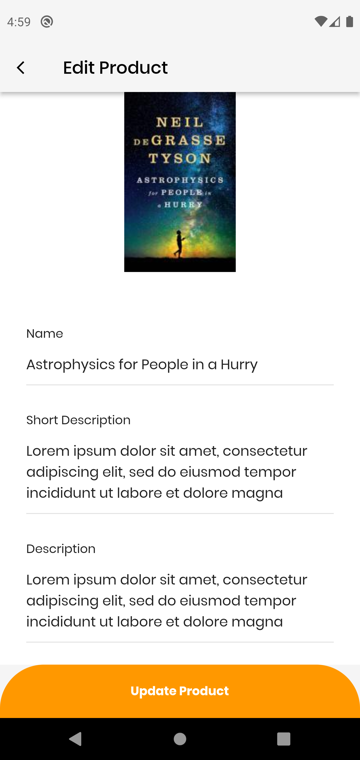 4:59
Edit Product
NEIL
DEGRASSE
TYSON
ASTROPHYSICS
for PEOPLE in
a HURRY
Name
Astrophysics for People in a Hurry
Short Description
Lorem ipsum dolor sit amet, consectetur
adipiscing elit, sed do eiusmod tempor
incididunt ut labore et dolore magna
Description
Lorem ipsum dolor sit amet, consectetur
adipiscing elit, sed do eiusmod tempor
incididunt ut labore et dolore magna
Update Product